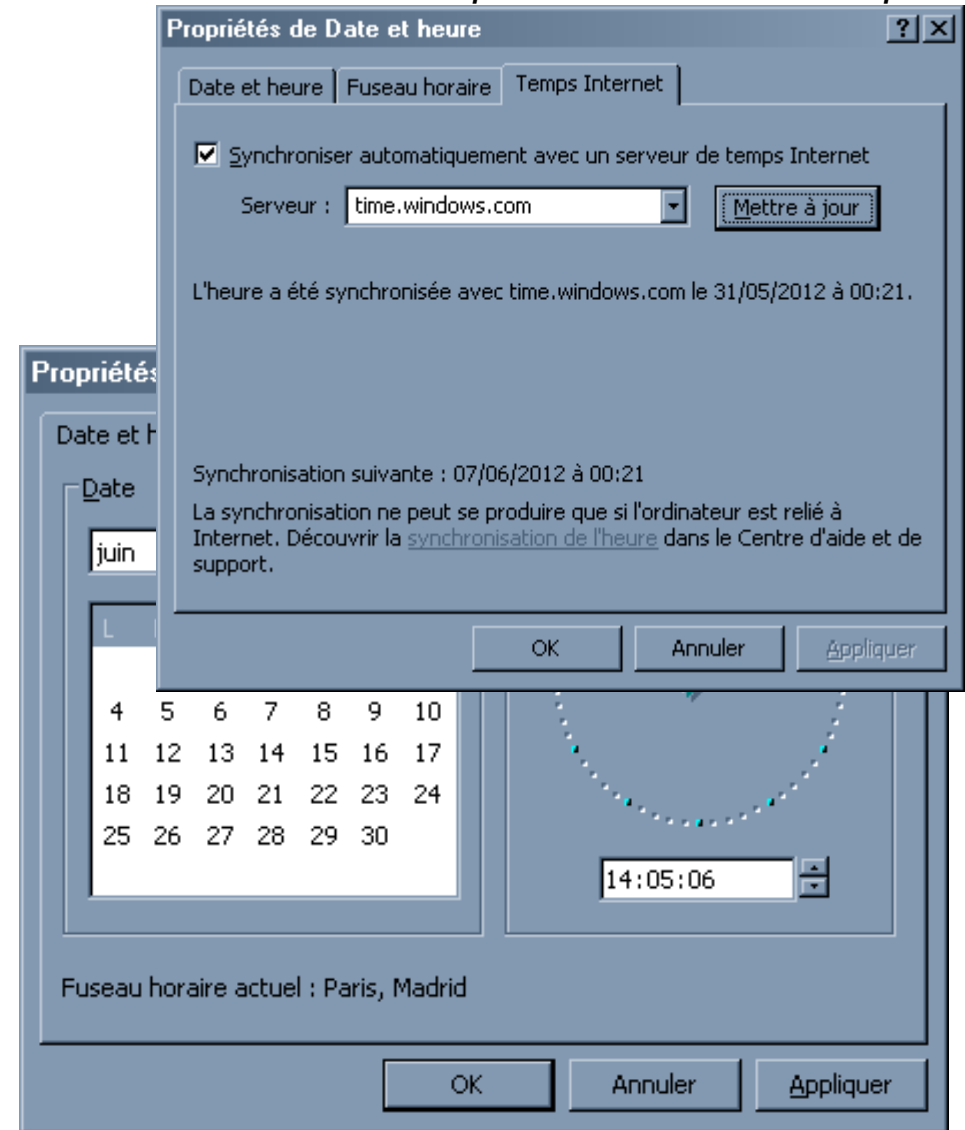 Propriétés de Date et heure
Date et heure
Fuseau horaire
Temps Internet
Synchroniser automatiquement avec un serveur de temps Internet
Serveur : time.windows.com
Mettre à jour
L'heure a été synchronisée avec time.windows.com le 31/05/2012 à 00:21.
Synchronisation suivante : 07/06/2012 à 00:21
La synchronisation ne peut se produire que si l'ordinateur est relié à
Internet. Découvrir la synchronisation de l'heure dans le Centre d'aide et de
support.
OK
Annuler
Appliquer
Propriétés
Date et h
Date
juin
L
4 5 6 7 8 9 10
11 12 13 14 15 16 17
18 19 20 21 22 23 24
25 26 27 28 29 30
14:05:06
Fuseau horaire actuel : Paris, Madrid
OK
Annuler
Appliquer